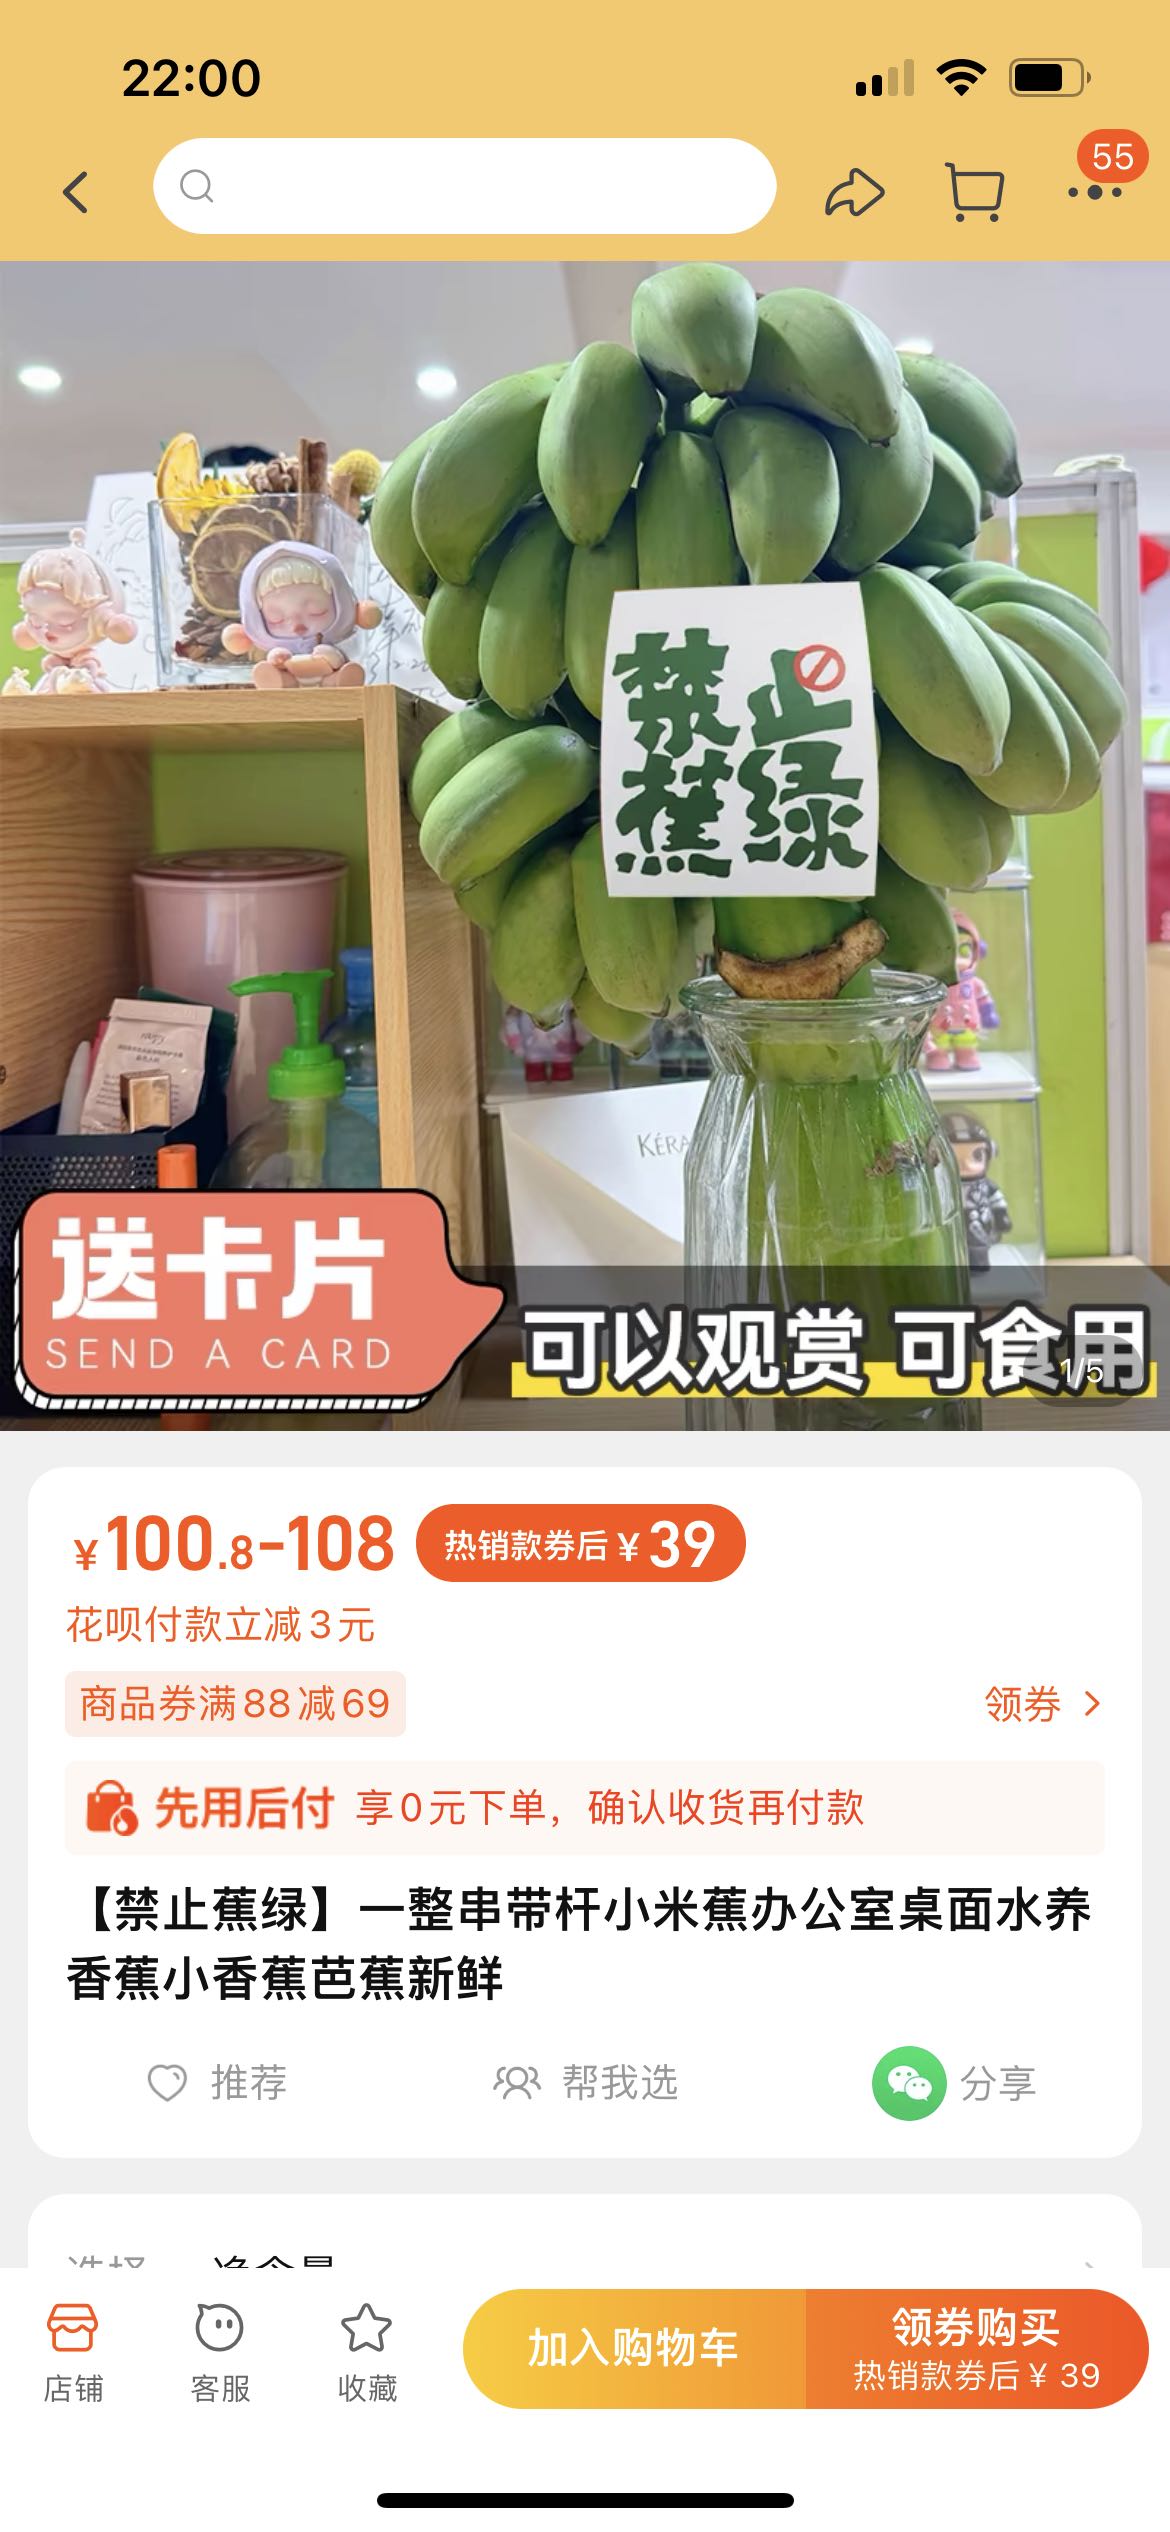 22:00
55
禁止
蕉绿
KÉRA
送卡片
SEND A CARD
可以观赏 可食用
1/5
¥100.8-108 热销款券后¥39
花呗付款立减3元
商品券满88减69 领券
先用后付 享0元下单，确认收货再付款
【禁止蕉绿】一整串带杆小米蕉办公室桌面水养
香蕉小香蕉芭蕉新鲜
推荐 帮我选 分享
选择 净含量
店铺 客服 收藏 加入购物车 领券购买
热销款券后¥ 39